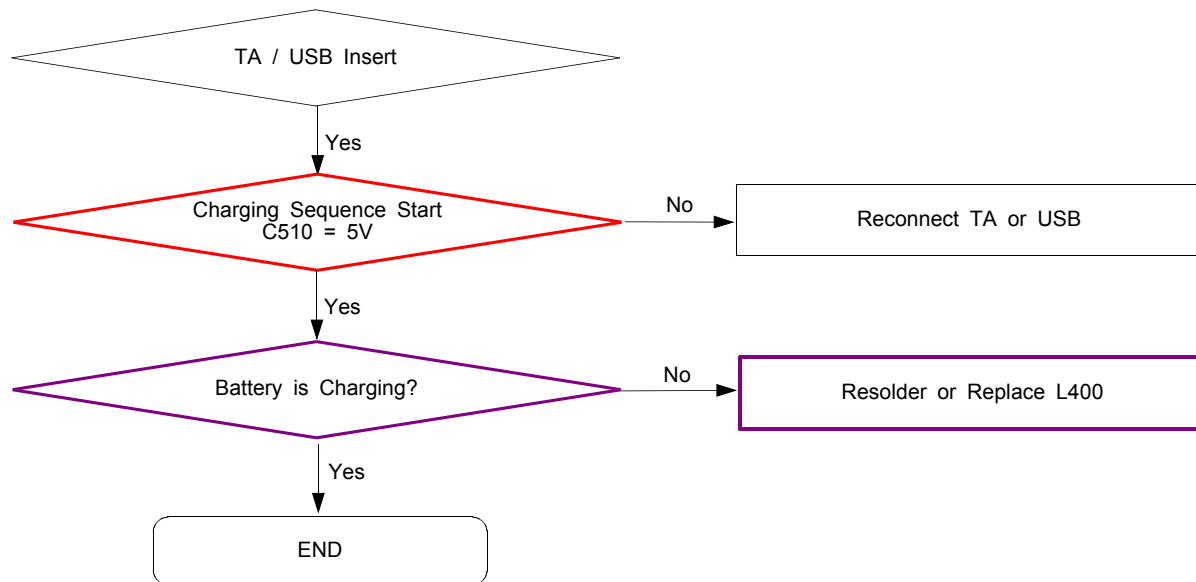 TA / USB Insert
Yes
Charging Sequence Start
C510 = 5V
No
Reconnect TA or USB
Yes
Battery is Charging?
No
Resolder or Replace L400
Yes
END